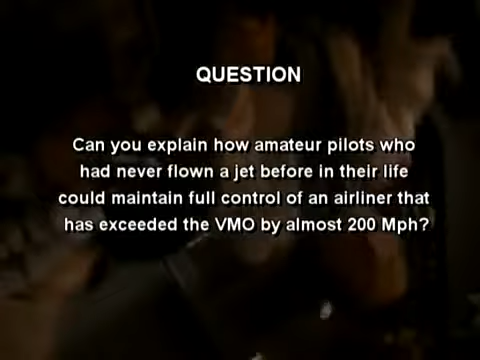 QUESTION
Can you explain how amateur pilots who
had never flown a jet before in their life
could maintain full control of an airliner that
has exceeded the VMO by almost 200 Mph?